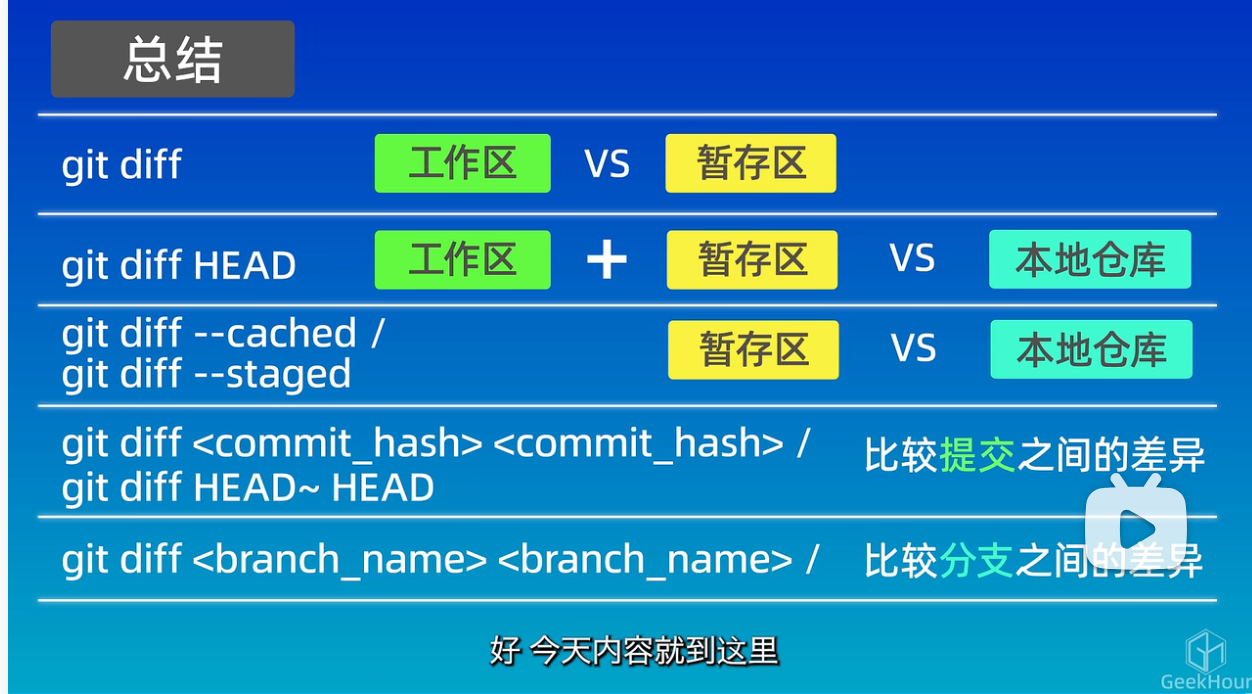 总结
git diff 工作区 VS 暂存区
git diff HEAD 工作区 + 暂存区 VS 本地仓库
git diff --cached /
git diff --staged
暂存区 VS 本地仓库
git diff <commit_hash> <commit_hash> /
git diff HEAD~ HEAD
比较提交之间的差异
git diff <branch_name> <branch_name> / 比较分支之间的差异
好 今天内容就到这里
GeekHour